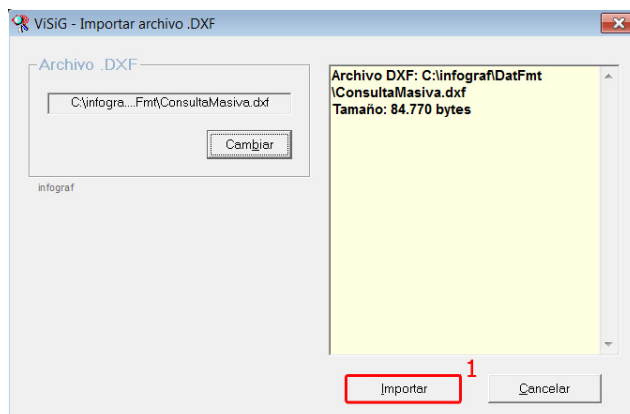 ViSiG - Importar archivo .DXF
Archivo .DXF
C:\infogra....Fmt\ConsultaMasiva.dxf
Cambiar
infograf
Archivo DXF: C:\infograf\DatFmt
\ConsultaMasiva.dxf
Tamaño: 84.770 bytes
1
Importar
Cancelar